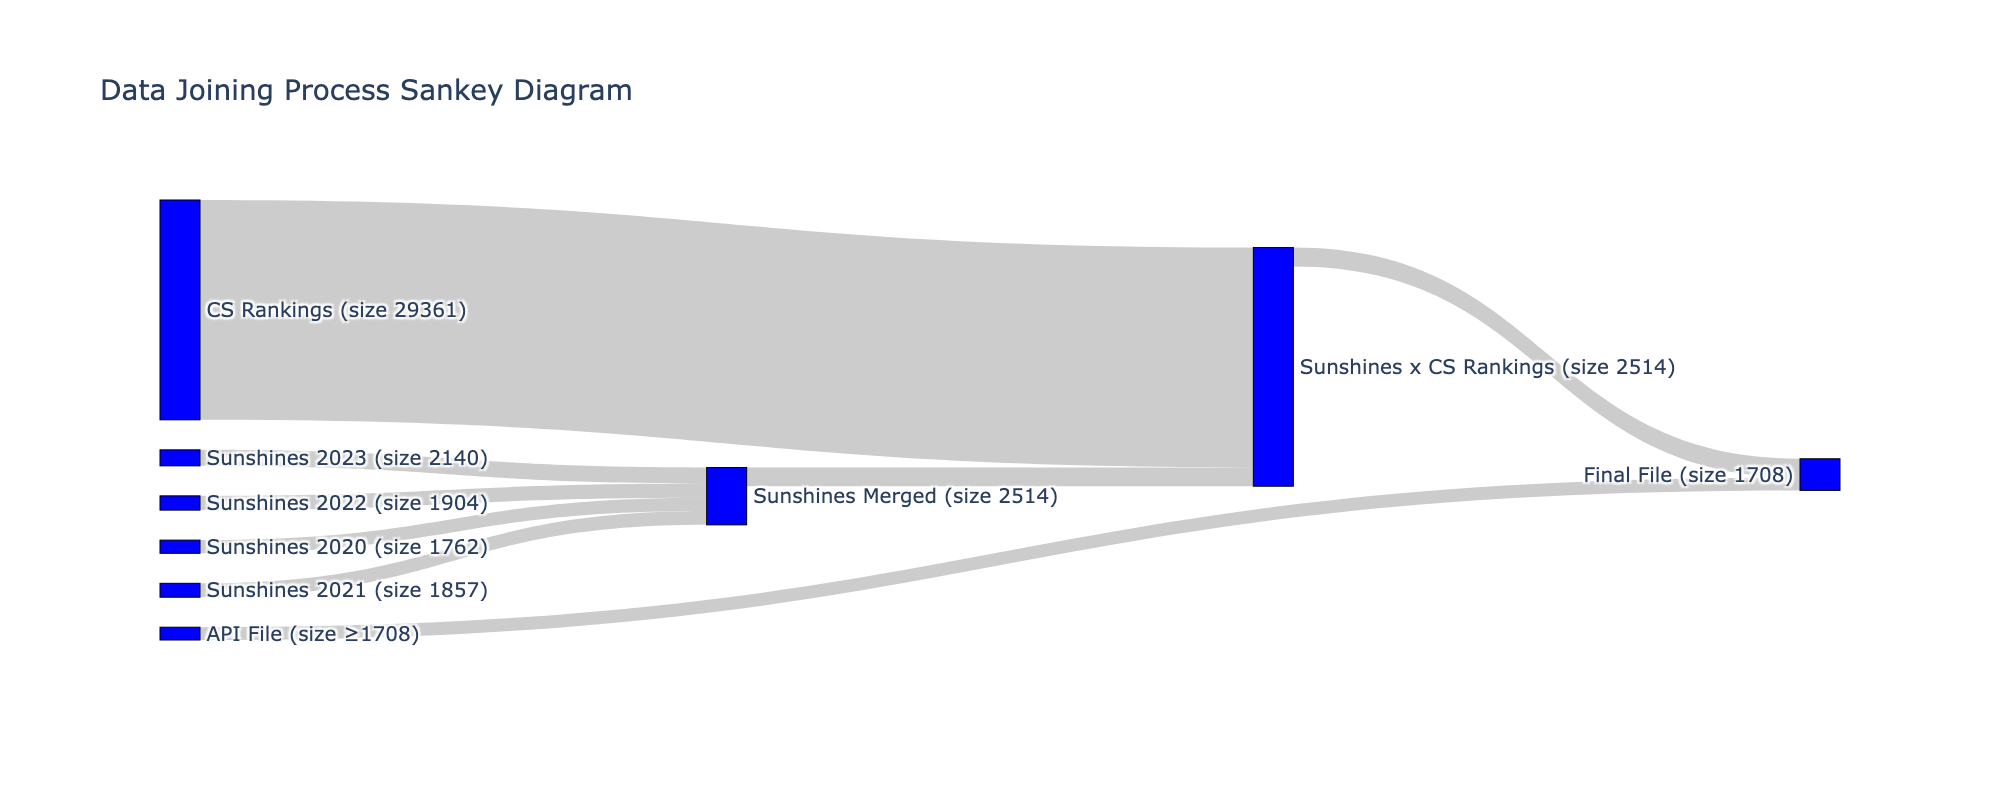 Data Joining Process Sankey Diagram
CS Rankings (size 29361)
Sunshines x CS Rankings (size 2514)
Sunshines 2023 (size 2140)
Final File (size 1708)
Sunshines Merged (size 2514)
Sunshines 2022 (size 1904)
Sunshines 2020 (size 1762)
Sunshines 2021 (size 1857)
API File (size ≥1708)